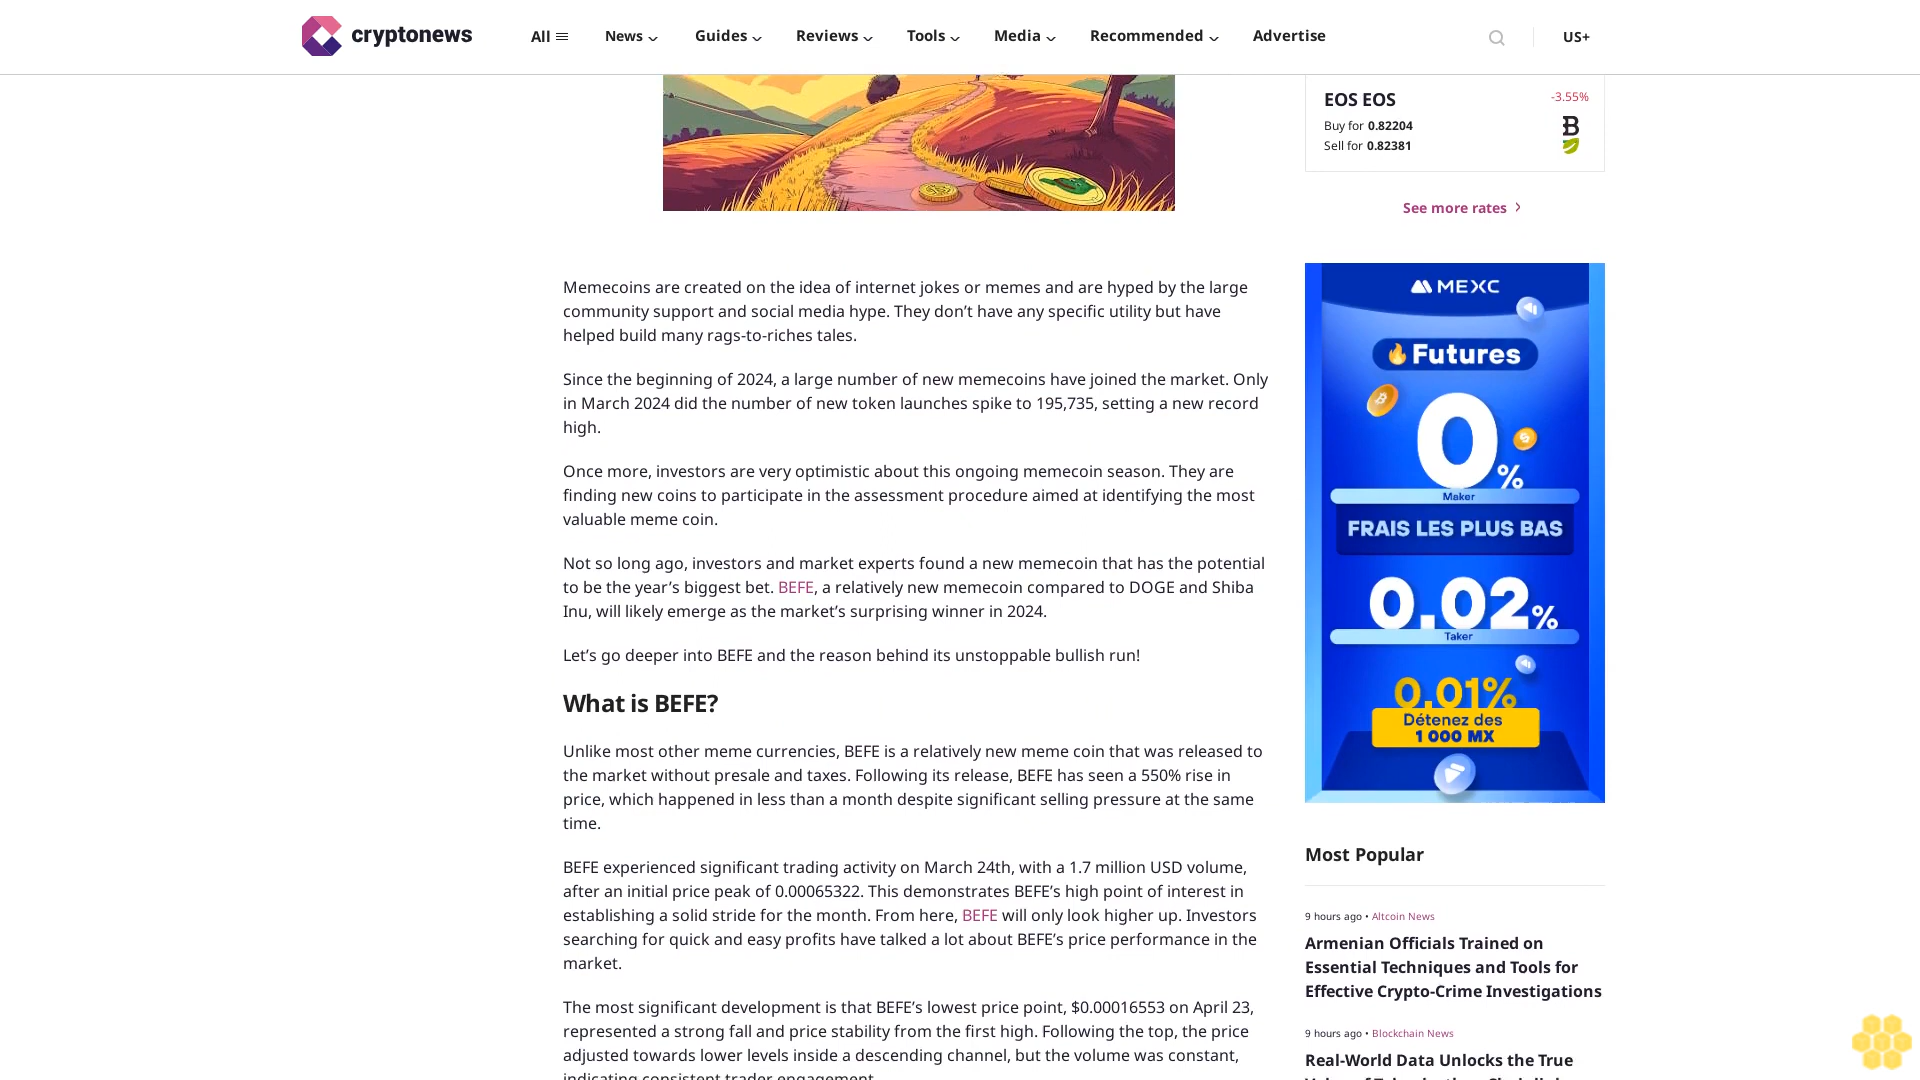 cryptonews
All
News
Guides
Reviews
Tools
Media
Recommended
Advertise
US+
EOS EOS
-3.55%
Buy for 0.82204
Sell for 0.82381
See more rates
Memecoins are created on the idea of internet jokes or memes and are hyped by the large
community support and social media hype. They don’t have any specific utility but have
helped build many rags-to-riches tales.
Since the beginning of 2024, a large number of new memecoins have joined the market. Only
in March 2024 did the number of new token launches spike to 195,735, setting a new record
high.
Once more, investors are very optimistic about this ongoing memecoin season. They are
finding new coins to participate in the assessment procedure aimed at identifying the most
valuable meme coin.
Not so long ago, investors and market experts found a new memecoin that has the potential
to be the year’s biggest bet. BEFE, a relatively new memecoin compared to DOGE and Shiba
Inu, will likely emerge as the market’s surprising winner in 2024.
Let’s go deeper into BEFE and the reason behind its unstoppable bullish run!
What is BEFE?
Unlike most other meme currencies, BEFE is a relatively new meme coin that was released to
the market without presale and taxes. Following its release, BEFE has seen a 550% rise in
price, which happened in less than a month despite significant selling pressure at the same
time.
BEFE experienced significant trading activity on March 24th, with a 1.7 million USD volume,
after an initial price peak of 0.00065322. This demonstrates BEFE’s high point of interest in
establishing a solid stride for the month. From here, BEFE will only look higher up. Investors
searching for quick and easy profits have talked a lot about BEFE’s price performance in the
market.
The most significant development is that BEFE’s lowest price point, $0.00016553 on April 23,
represented a strong fall and price stability from the first high. Following the top, the price
adjusted towards lower levels inside a descending channel, but the volume was constant,
indicating consistent trader engagement.
MEXC
Futures
0%
Maker
FRAIS LES PLUS BAS
0.02%
Taker
0.01%
Détenez des
1 000 MX
Most Popular
9 hours ago • Altcoin News
Armenian Officials Trained on
Essential Techniques and Tools for
Effective Crypto-Crime Investigations
9 hours ago • Blockchain News
Real-World Data Unlocks the True